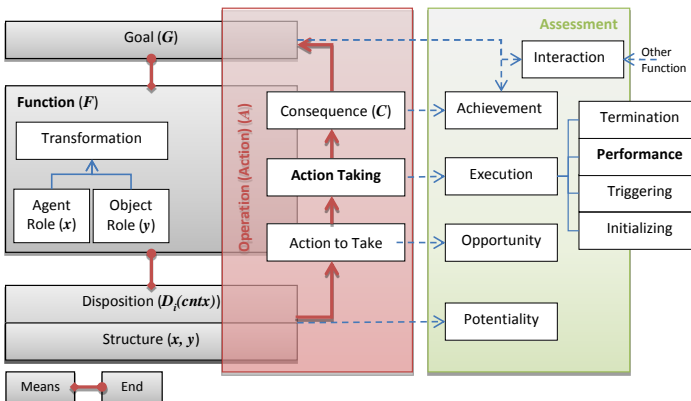 Assessment
Goal (G)
Interaction
Other
Function
Function (F)
Operation (Action) (A)
Consequence (C)
Achievement
Transformation
Termination
Performance
Action Taking
Execution
Triggering
Agent
Role (x)
Object
Role (y)
Initializing
Action to Take
Opportunity
Disposition (Di(cntx))
Potentiality
Structure (x, y)
Means
End